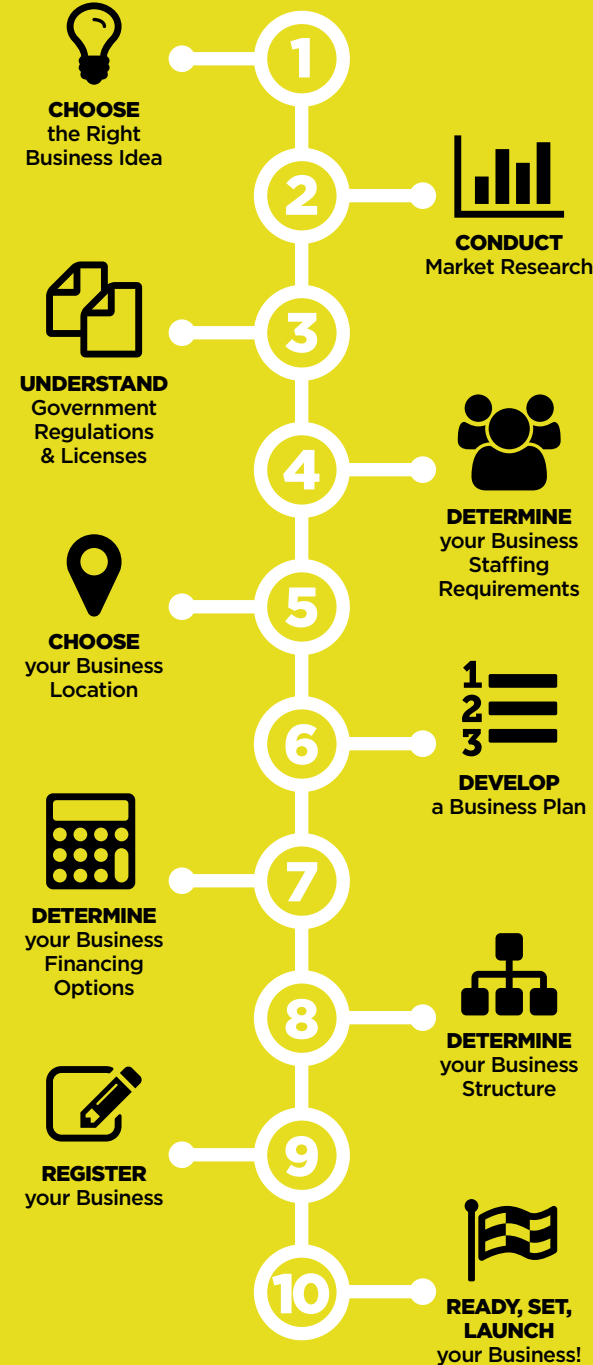 1
CHOOSE
the Right
Business Idea
2
CONDUCT
Market Research
3
UNDERSTAND
Government
Regulations
& Licenses
4
DETERMINE
your Business
Staffing
Requirements
5
CHOOSE
your Business
Location
6
1
2
3
DEVELOP
a Business Plan
7
DETERMINE
your Business
Financing
Options
8
DETERMINE
your Business
Structure
9
REGISTER
your Business
10
READY, SET,
LAUNCH
your Business!